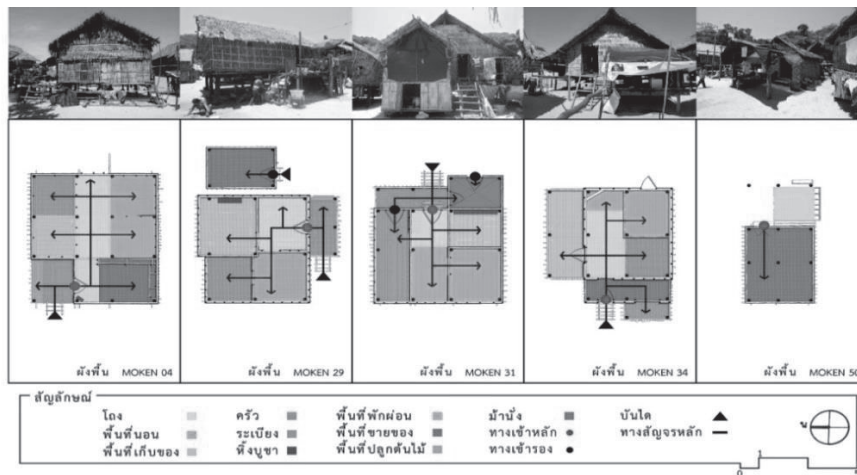 ผังพื้น MOKEN 04
ผังพื้น MOKEN 29
ผังพื้น MOKEN 31
ผังพื้น MOKEN 34
ผังพื้น MOKEN 50
สัญลักษณ์
โถง ครัว พื้นที่พักผ่อน ม้านั่ง บันได
พื้นที่นอน ระเบียง พื้นที่ขายของ ทางเข้าหลัก ทางสัญจรหลัก
พื้นที่เก็บของ หิ้งบูชา พื้นที่ปลูกต้นไม้ ทางเข้ารอง
0 1